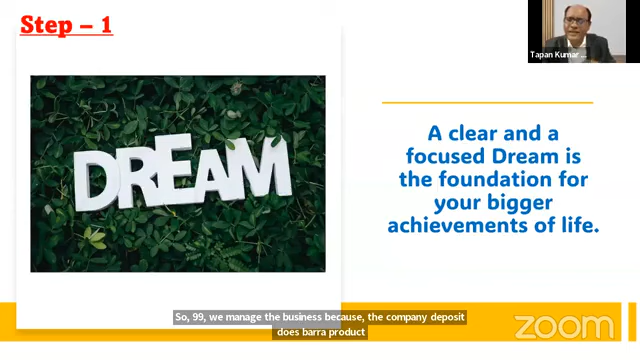 Step – 1
Tapan Kumar ...
DREAM
A clear and a
focused Dream is
the foundation for
your bigger
achievements of life.
So, 99, we manage the business because, the company deposit
does barra product
zoom